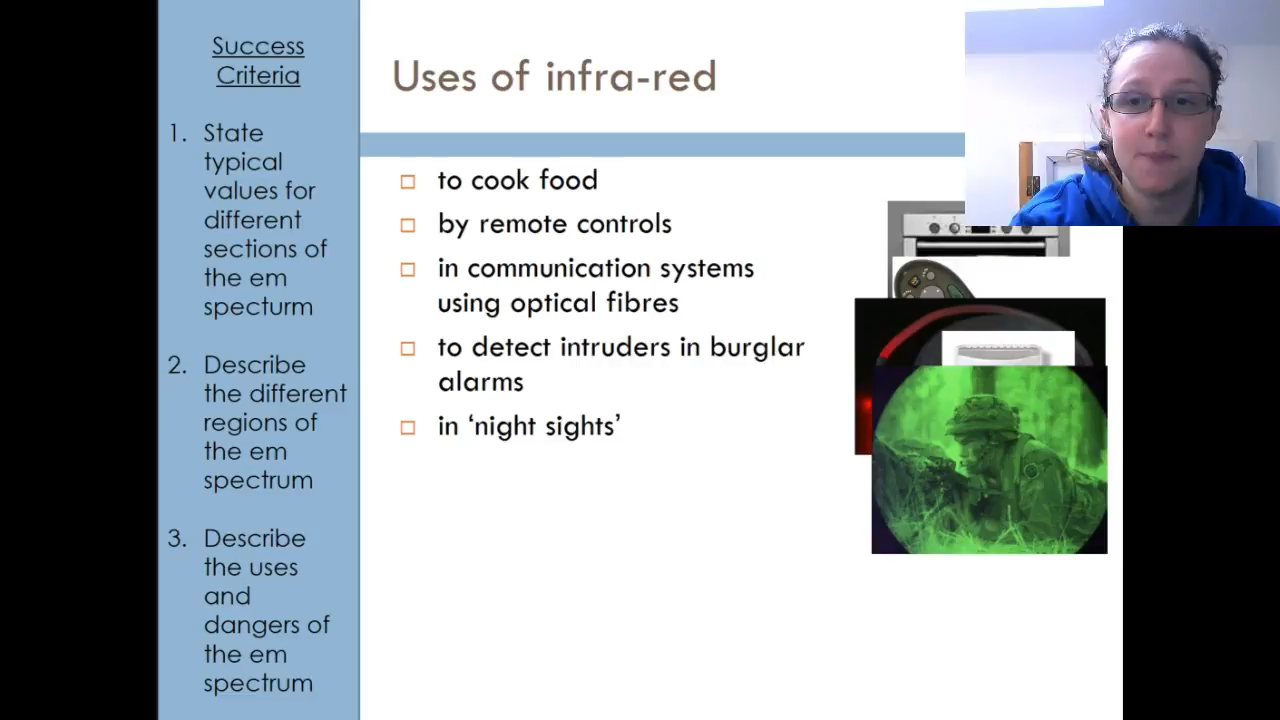 Success
Criteria
1. State
typical
values for
different
sections of
the em
specturm
2. Describe
the different
regions of
the em
spectrum
3. Describe
the uses
and
dangers of
the em
spectrum
Uses of infra-red
to cook food
by remote controls
in communication systems
using optical fibres
to detect intruders in burglar
alarms
in ‘night sights’